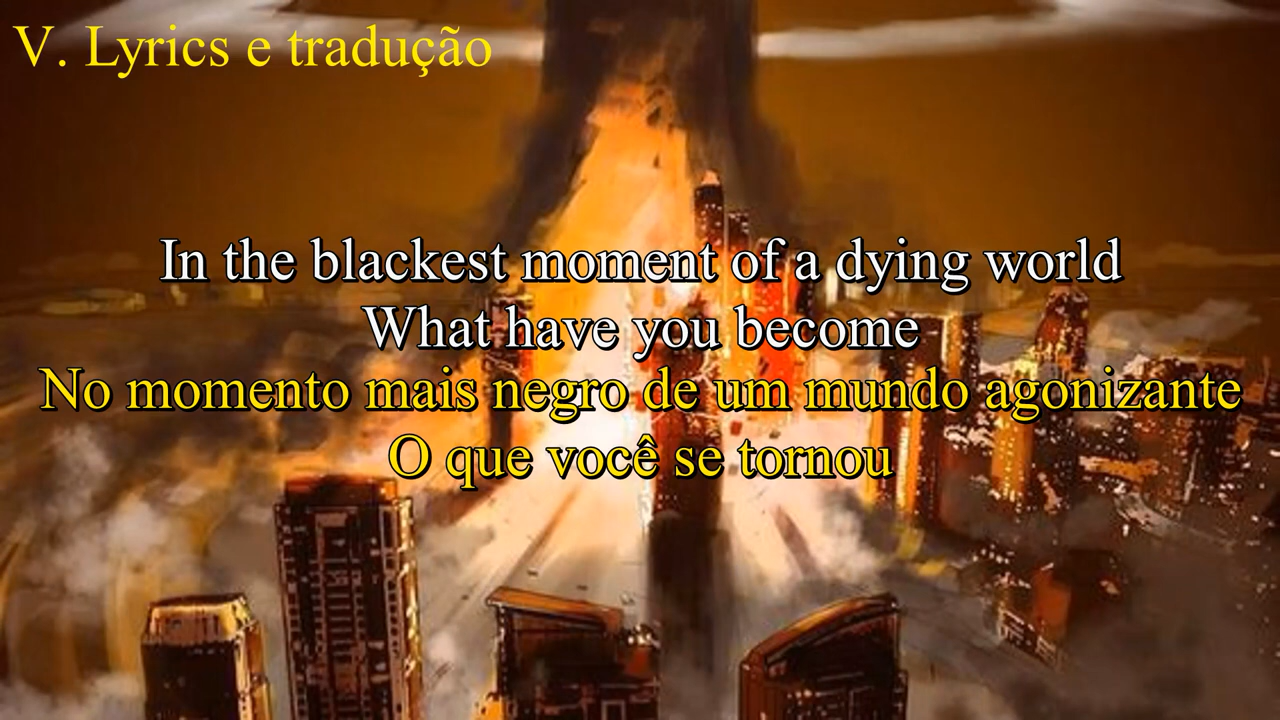 V. Lyrics e tradução
In the blackest moment of a dying world
What have you become
No momento mais negro de um mundo agonizante
O que você se tornou